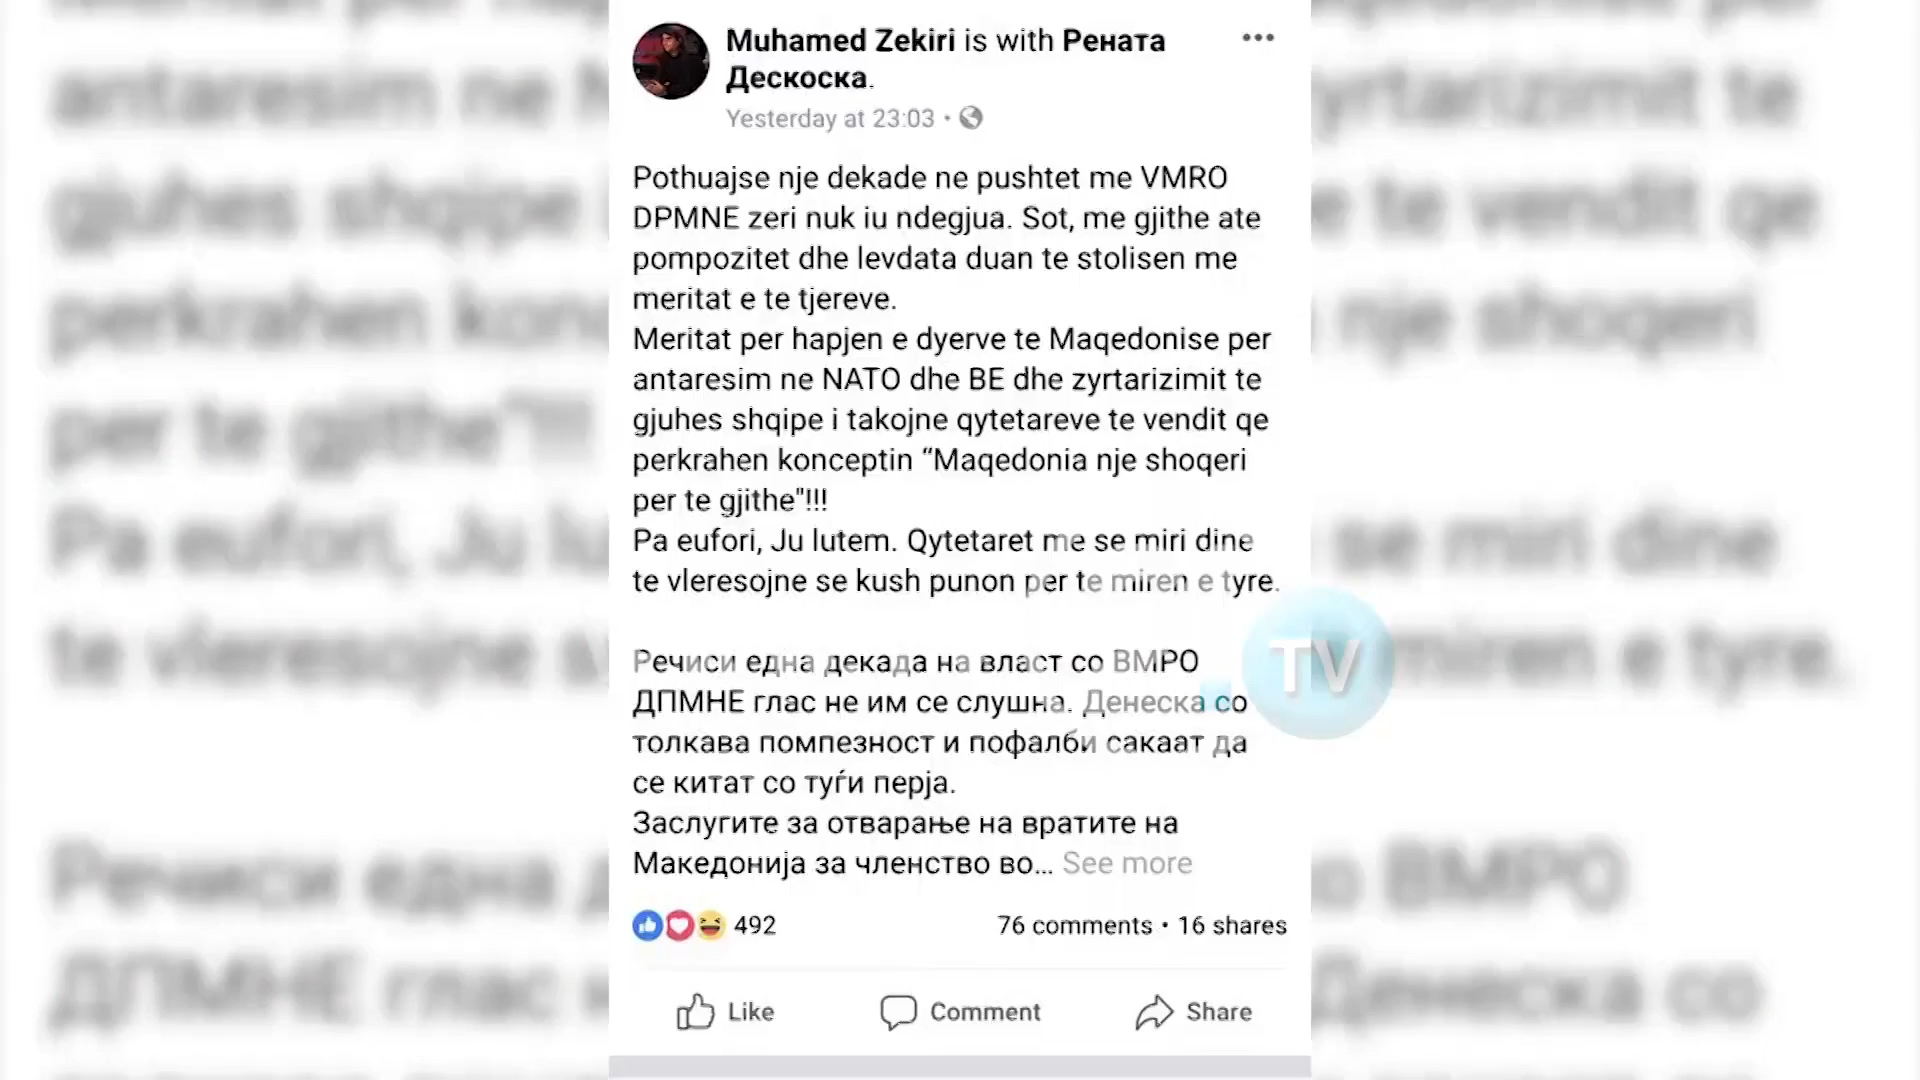 Muhamed Zekiri is with Рената
Дескоска.
Yesterday at 23:03
Pothuajse nje dekade ne pushtet me VMRO
DPMNE zeri nuk iu ndegjua. Sot, me gjithe ate
pompozitet dhe levdata duan te stolisen me
meritat e te tjereve.
Meritat per hapjen e dyerve te Maqedonise per
antaresim ne NATO dhe BE dhe zyrtarizimit te
gjuhes shqipe i takojne qytetareve te vendit qe
perkrahen konceptin “Maqedonia nje shoqeri
per te gjithe"!!!
Pa eufori, Ju lutem. Qytetaret me se miri dine
te vleresojne se kush punon per te miren e tyre.
Речиси една декада на власт со ВМРО
ДПМНЕ глас не им се слушна. Денеска со
толкава помпезност и пофалби сакаат да
се китат со туѓи перја.
Заслугите за отварање на вратите на
Македонија за членство во... See more
492 76 comments • 16 shares
Like Comment Share
TV